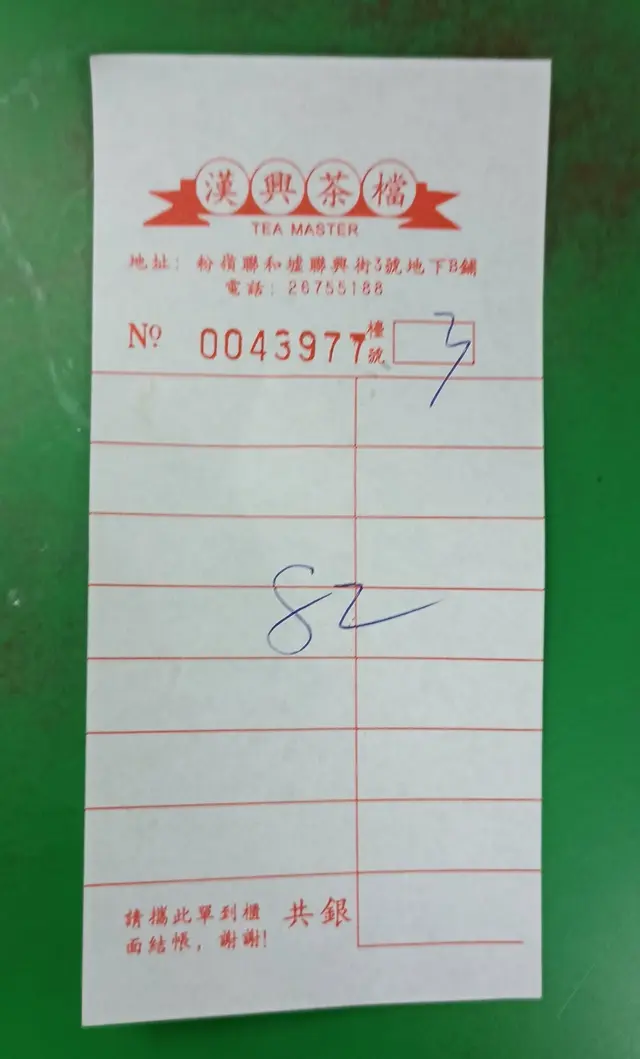 漢興茶檔
TEA MASTER
地址：粉嶺聯和墟聯興街3號地下B鋪
電話：26755188
Nº 0043977 檯號 3
82
請攜此單到櫃
面結帳，謝謝!
共銀